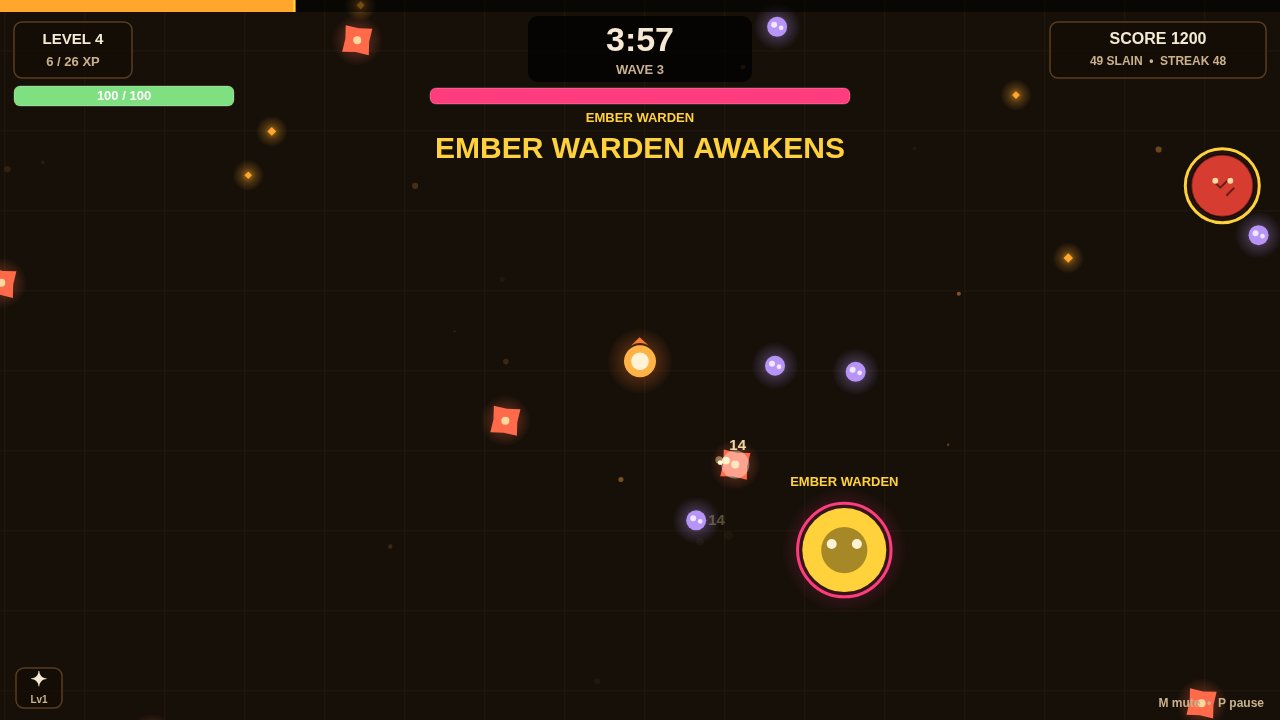 LEVEL 4
6 / 26 XP
100 / 100
3:57
WAVE 3
SCORE 1200
49 SLAIN • STREAK 48
EMBER WARDEN
EMBER WARDEN AWAKENS
14
EMBER WARDEN
14
Lv1
M mute • P pause